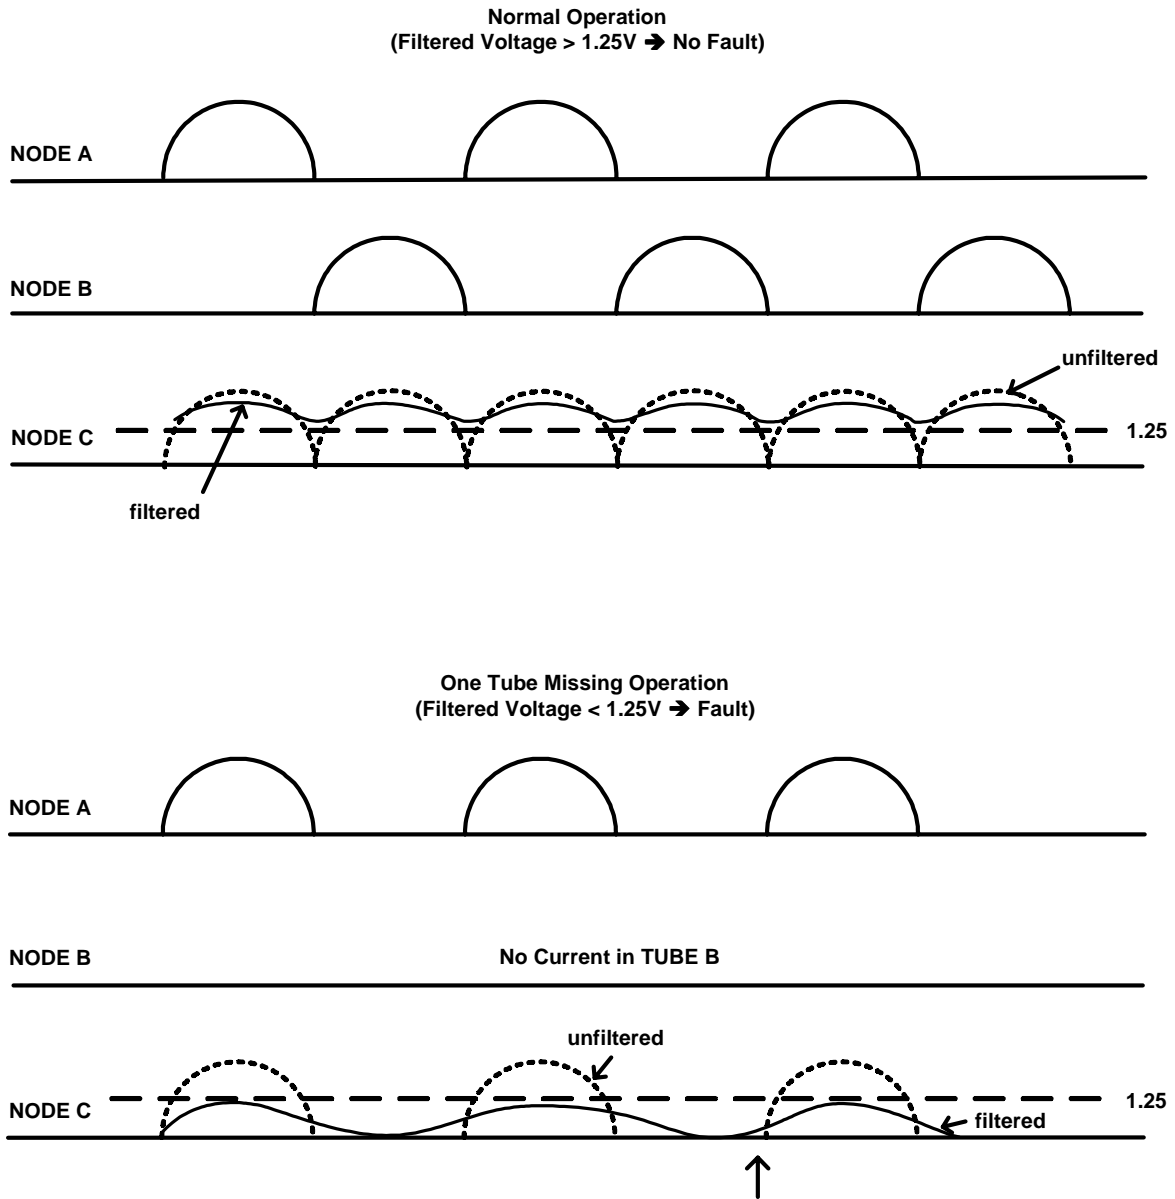 Normal Operation
(Filtered Voltage > 1.25V ➔ No Fault)
NODE A
NODE B
unfiltered
NODE C
1.25
filtered
One Tube Missing Operation
(Filtered Voltage < 1.25V ➔ Fault)
NODE A
NODE B
No Current in TUBE B
unfiltered
NODE C
1.25
filtered